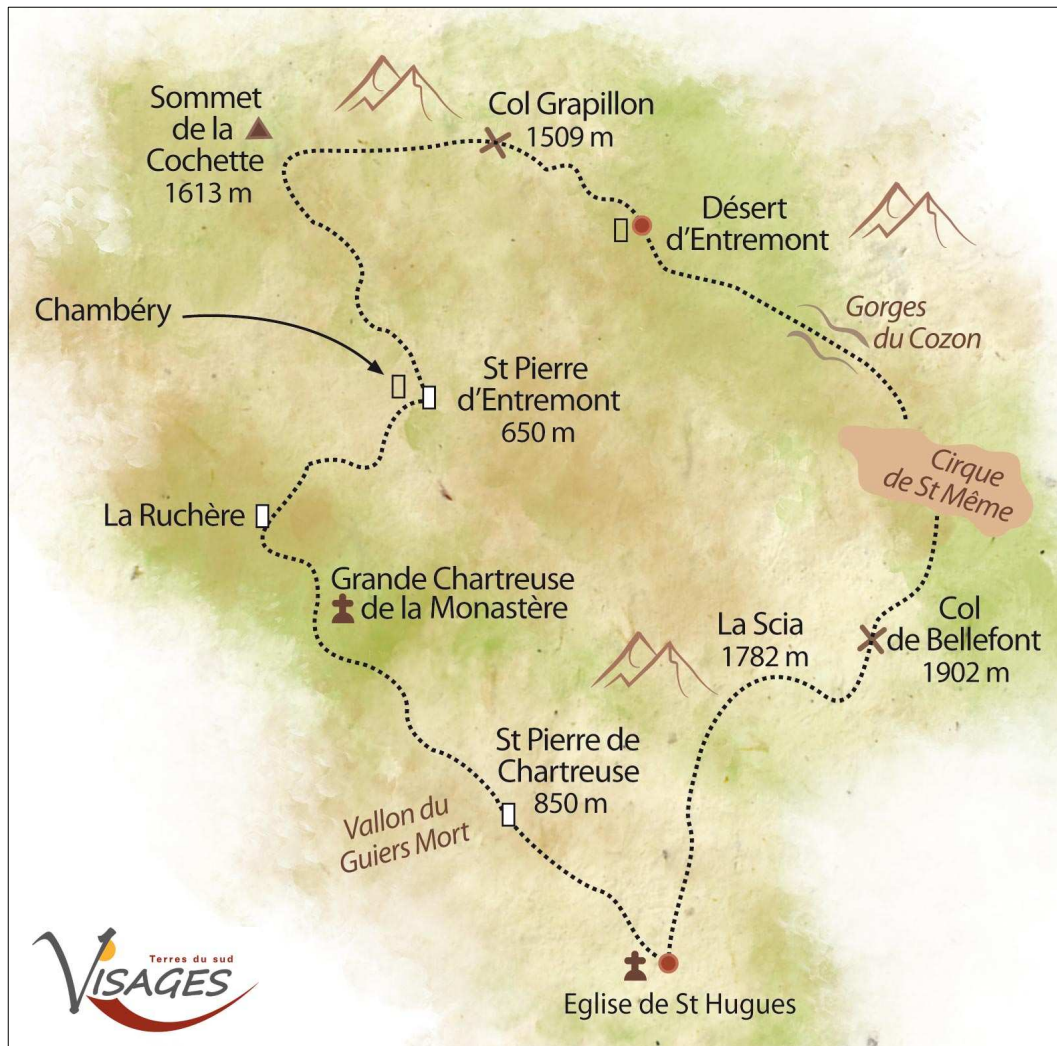 Sommet
de la
Cochette
1613 m
Col Grapillon
1509 m
Désert
d'Entremont
Gorges
du Cozon
Chambéry
St Pierre
d'Entremont
650 m
Cirque
de St Même
La Ruchère
Grande Chartreuse
de la Monastère
La Scia
1782 m
Col
de Bellefont
1902 m
St Pierre de
Chartreuse
850 m
Vallon du
Guiers Mort
Eglise de St Hugues
Terres du sud
VISAGES